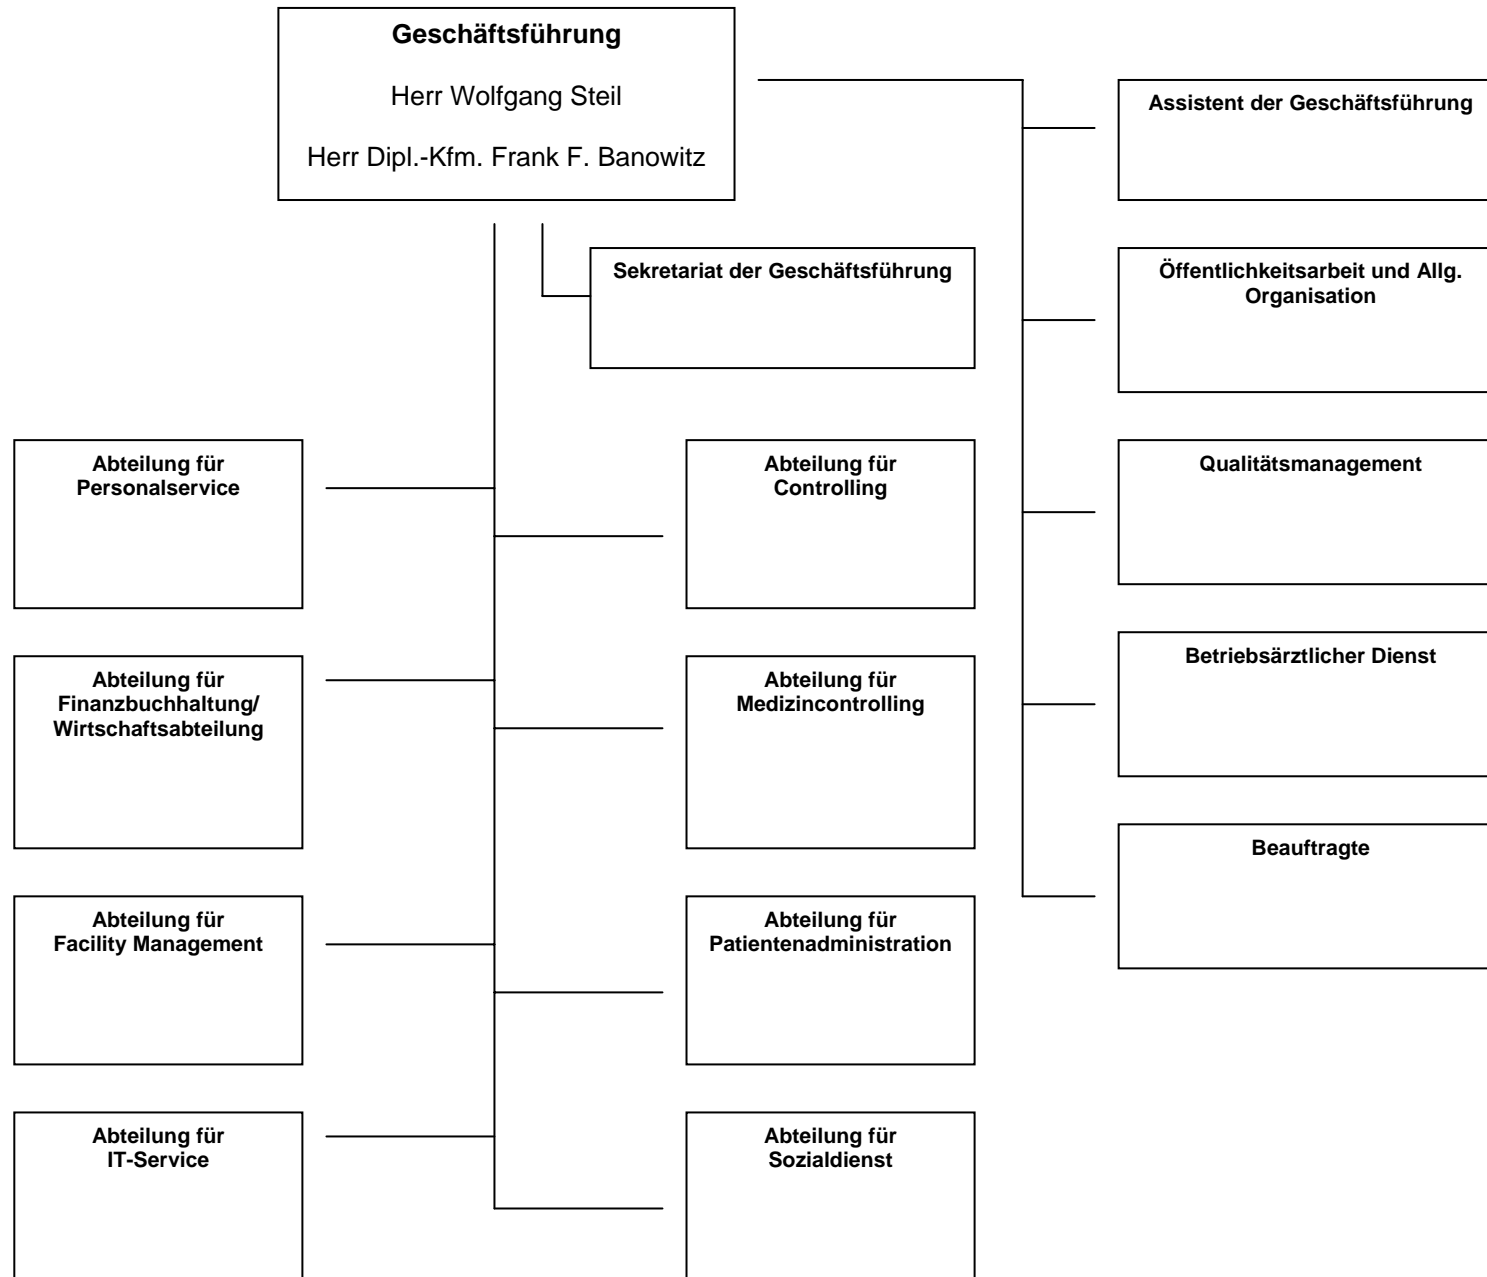 Geschäftsführung
Herr Wolfgang Steil
Herr Dipl.-Kfm. Frank F. Banowitz
Assistent der Geschäftsführung
Sekretariat der Geschäftsführung
Öffentlichkeitsarbeit und Allg.
Organisation
Abteilung für
Personalservice
Abteilung für
Controlling
Qualitätsmanagement
Abteilung für
Finanzbuchhaltung/
Wirtschaftsabteilung
Abteilung für
Medizincontrolling
Betriebsärztlicher Dienst
Beauftragte
Abteilung für
Facility Management
Abteilung für
Patientenadministration
Abteilung für
IT-Service
Abteilung für
Sozialdienst